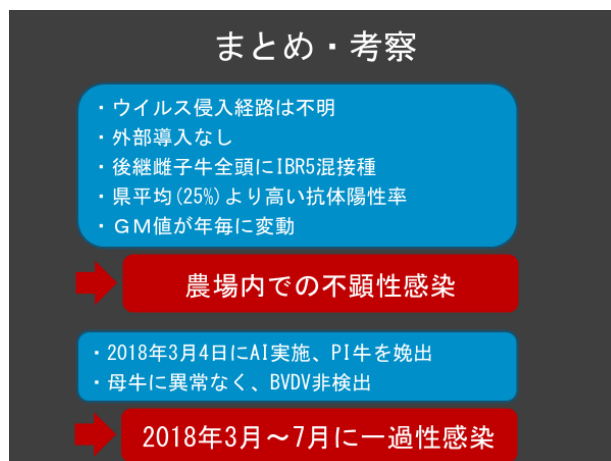 まとめ・考察
・ウイルス侵入経路は不明
・外部導入なし
・後継雌子牛全頭にIBR5混接種
・県平均(25%)より高い抗体陽性率
・ＧＭ値が年毎に変動
農場内での不顕性感染
・2018年3月4日にAI実施、PI牛を娩出
・母牛に異常なく、BVDV非検出
2018年3月～7月に一過性感染